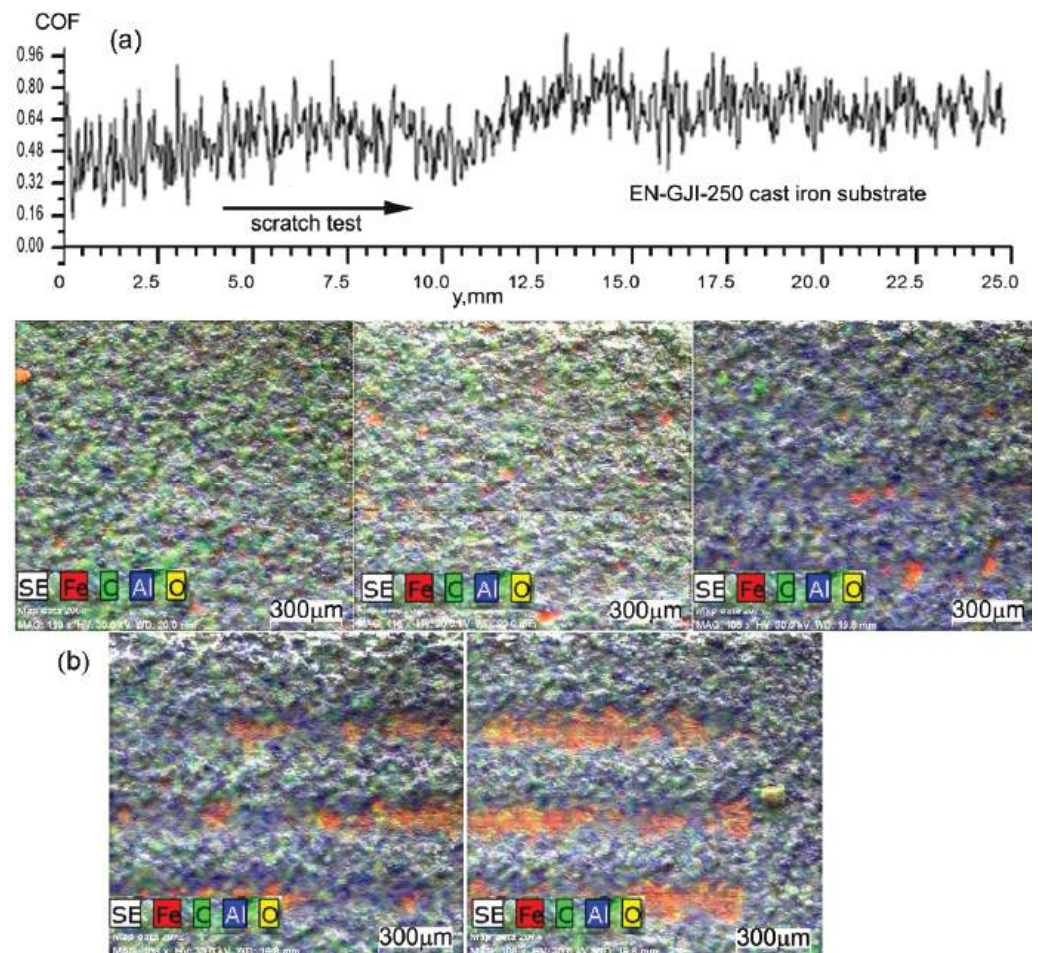 COF
(a)
0.96
0.80
0.64
0.48
0.32
0.16
0.00
scratch test
EN-GJI-250 cast iron substrate
0 2.5 5.0 7.5 10.0 12.5 15.0 17.5 20.0 22.5 25.0
y,mm
SE Fe C Al O
300µm
SE Fe C Al O
300µm
SE Fe C Al O
300µm
(b)
SE Fe C Al O
300µm
SE Fe C Al O
300µm